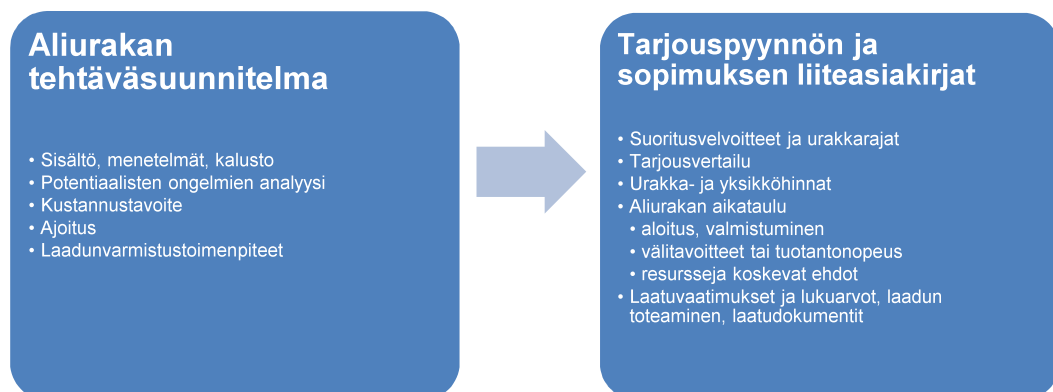 Aliurakan
tehtäväsuunnitelma
• Sisältö, menetelmät, kalusto
• Potentiaalisten ongelmien analyysi
• Kustannustavoite
• Ajoitus
• Laadunvarmistustoimenpiteet
Tarjouspyynnön ja
sopimuksen liiteasiakirjat
• Suoritusvelvoitteet ja urakkarajat
• Tarjousvertailu
• Urakka- ja yksikköhinnat
• Aliurakan aikataulu
• aloitus, valmistuminen
• välitavoitteet tai tuotantonopeus
• resursseja koskevat ehdot
• Laatuvaatimukset ja lukuarvot, laadun
toteaminen, laatudokumentit